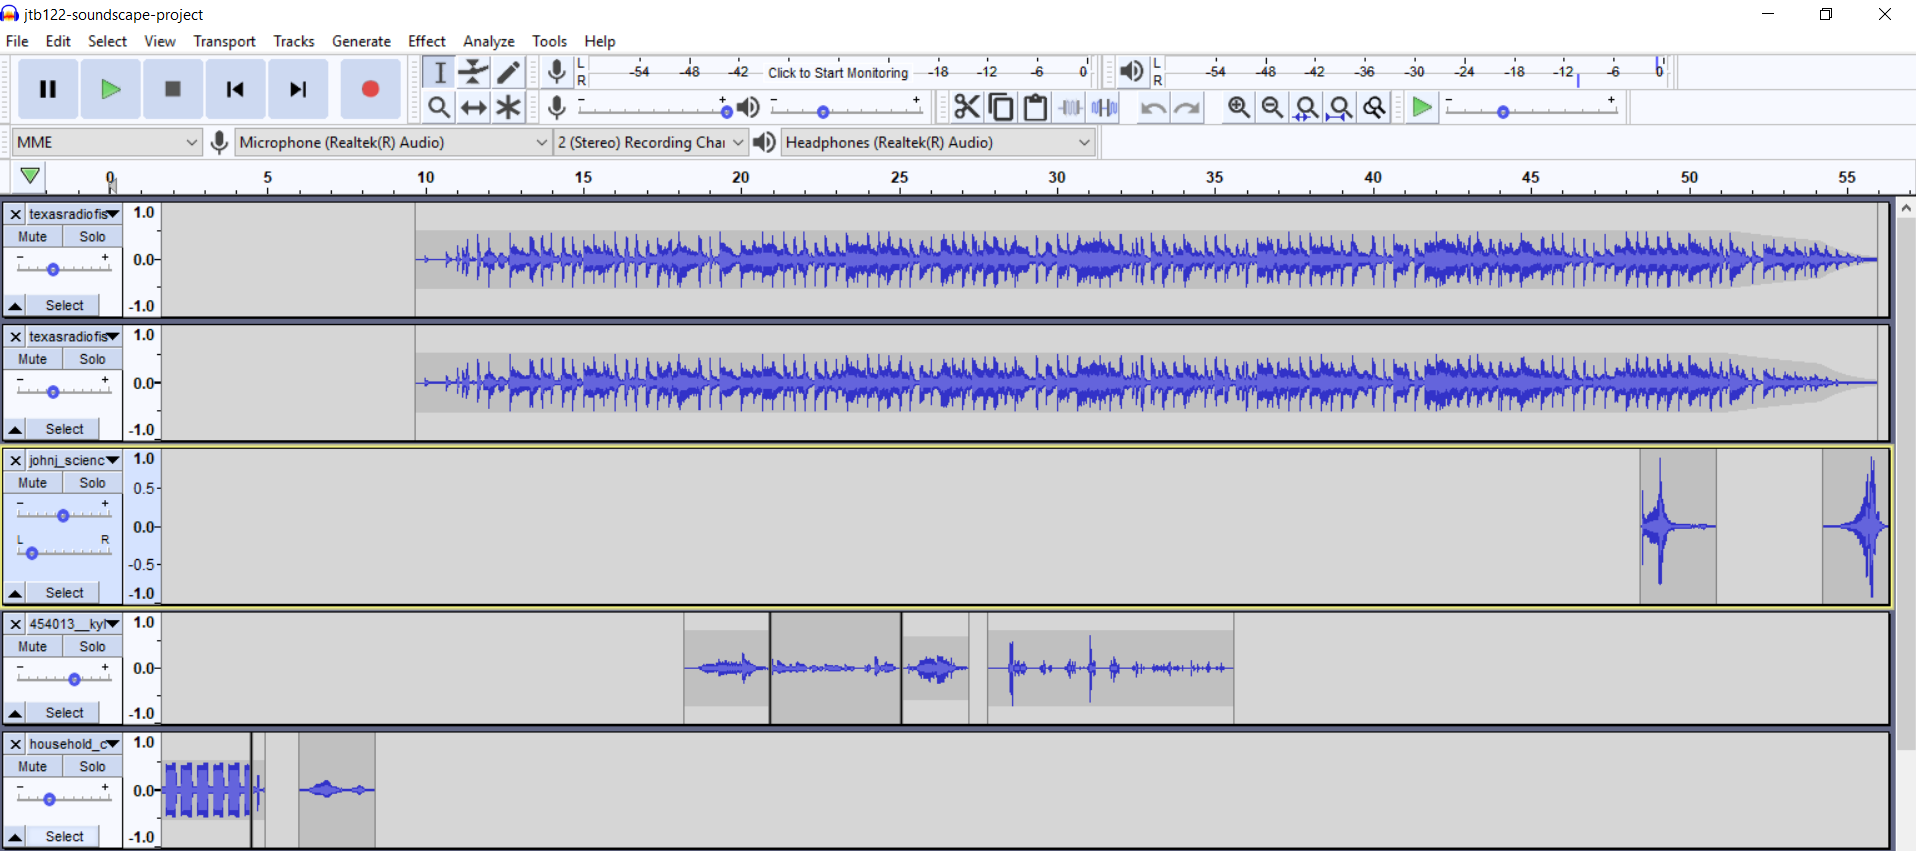 jtb122-soundscape-project
File Edit Select View Transport Tracks Generate Effect Analyze Tools Help
L R -54 -48 -42 Click to Start Monitoring -18 -12 -6 0 L R -54 -48 -42 -36 -30 -24 -18 -12 -6 0
- + - + - +
MME Microphone (Realtek(R) Audio) 2 (Stereo) Recording Chai Headphones (Realtek(R) Audio)
0 5 10 15 20 25 30 35 40 45 50 55
texasradiofis 1.0
Mute Solo
- + 0.0
Select -1.0
texasradiofis 1.0
Mute Solo
- + 0.0
Select -1.0
johnj_scienc 1.0
Mute Solo 0.5
- +
0.0
L R
-0.5
Select -1.0
454013__kyl 1.0
Mute Solo
- + 0.0
Select -1.0
household_c 1.0
Mute Solo
- + 0.0
Select -1.0